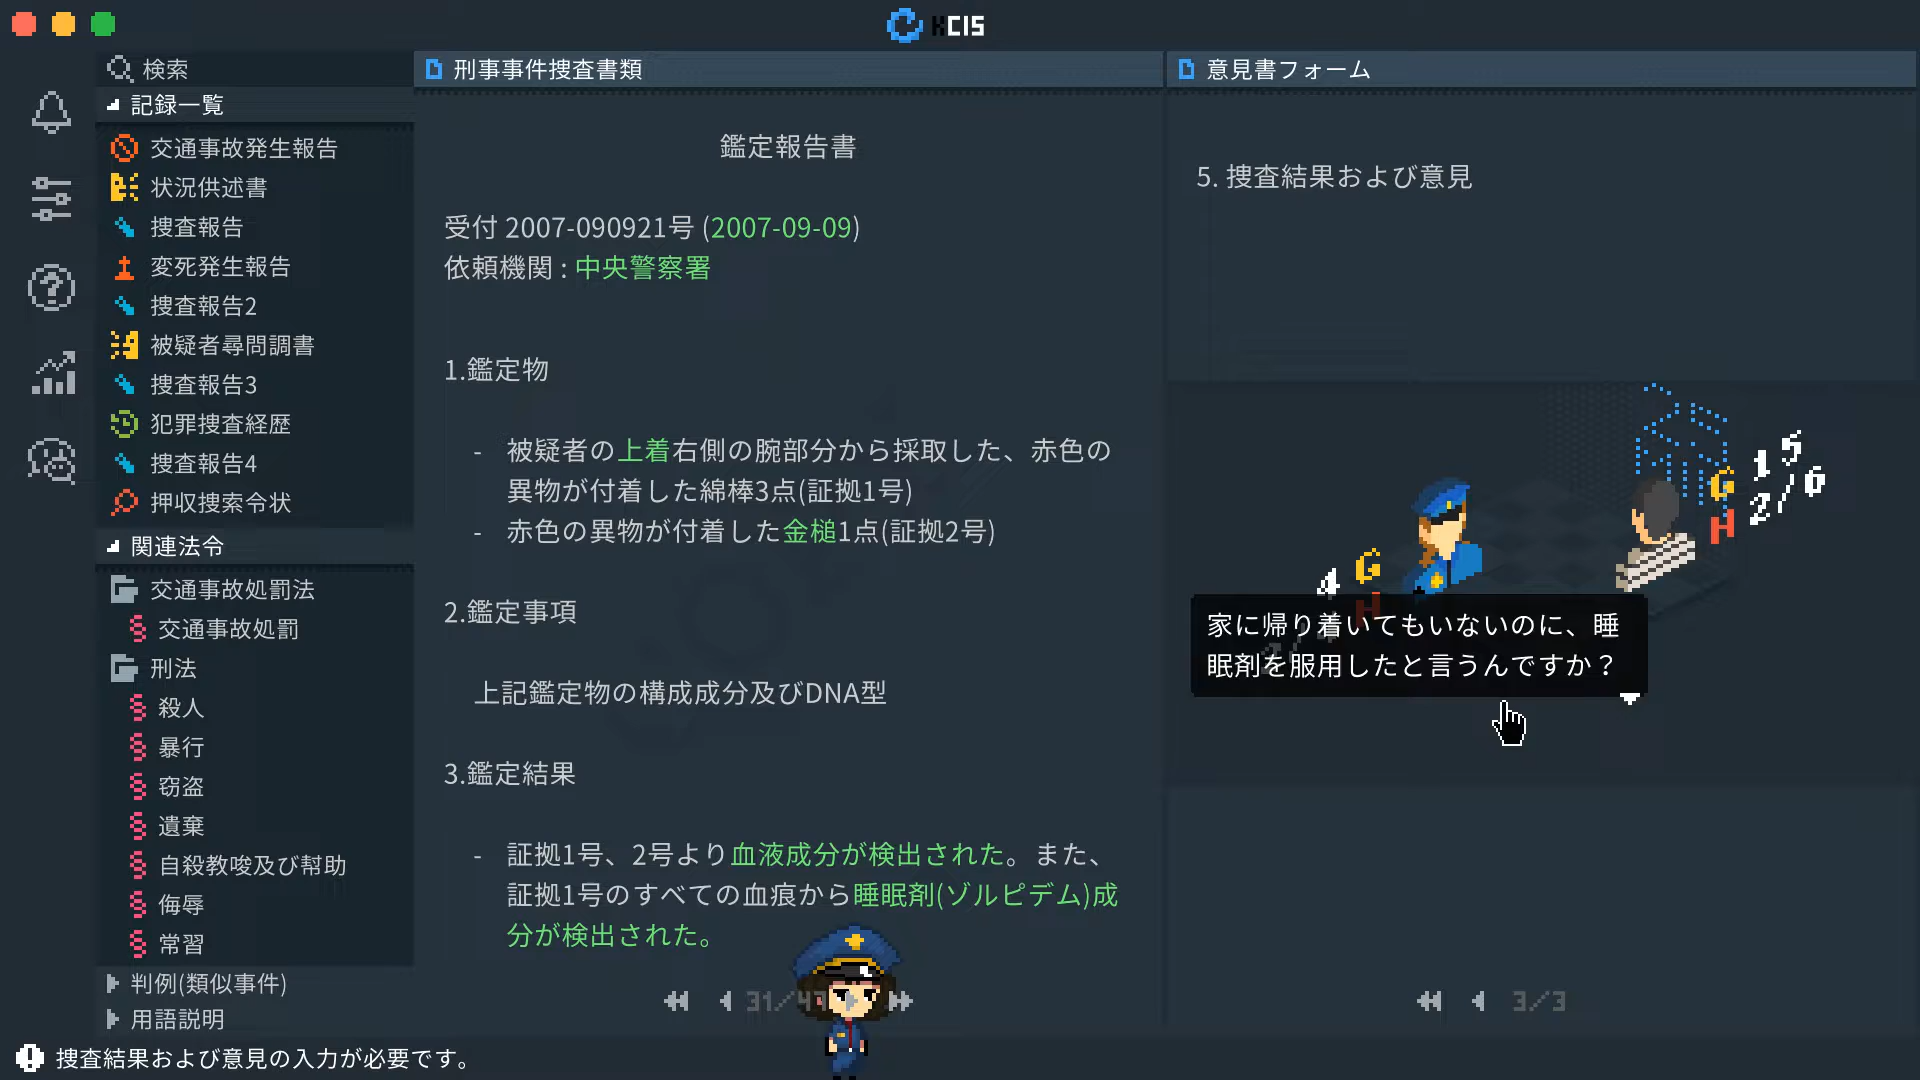 KCIS
検索
記録一覧
交通事故発生報告
状況供述書
捜査報告
変死発生報告
捜査報告2
被疑者尋問調書
捜査報告3
犯罪捜査経歴
捜査報告4
押収捜索令状
関連法令
交通事故処罰法
交通事故処罰
刑法
殺人
暴行
窃盗
遺棄
自殺教唆及び幇助
侮辱
常習
判例(類似事件)
用語説明
捜査結果および意見の入力が必要です。
刑事事件捜査書類
鑑定報告書
受付 2007-090921号 (2007-09-09)
依頼機関 : 中央警察署
1.鑑定物
- 被疑者の上着右側の腕部分から採取した、赤色の
異物が付着した綿棒3点(証拠1号)
- 赤色の異物が付着した金槌1点(証拠2号)
2.鑑定事項
上記鑑定物の構成成分及びDNA型
3.鑑定結果
- 証拠1号、2号より血液成分が検出された。また、
証拠1号のすべての血痕から睡眠剤(ゾルピデム)成
分が検出された。
31/47
意見書フォーム
5. 捜査結果および意見
G 15
H 2/6
4 G
H
家に帰り着いてもいないのに、睡
眠剤を服用したと言うんですか？
3/3